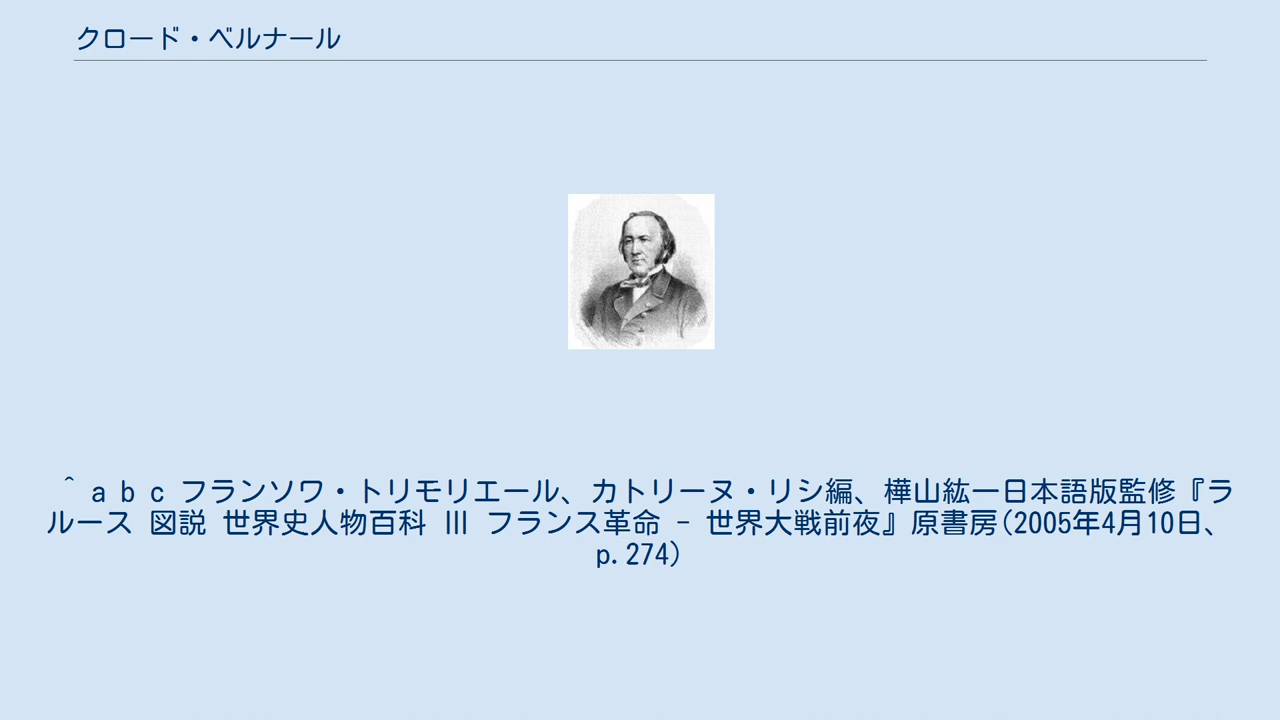 クロード・ベルナール
^ a b c フランソワ・トリモリエール、カトリーヌ・リシ編、樺山紘一日本語版監修『ラ
ルース 図説 世界史人物百科 III フランス革命 - 世界大戦前夜』原書房(2005年4月10日、
p.274)